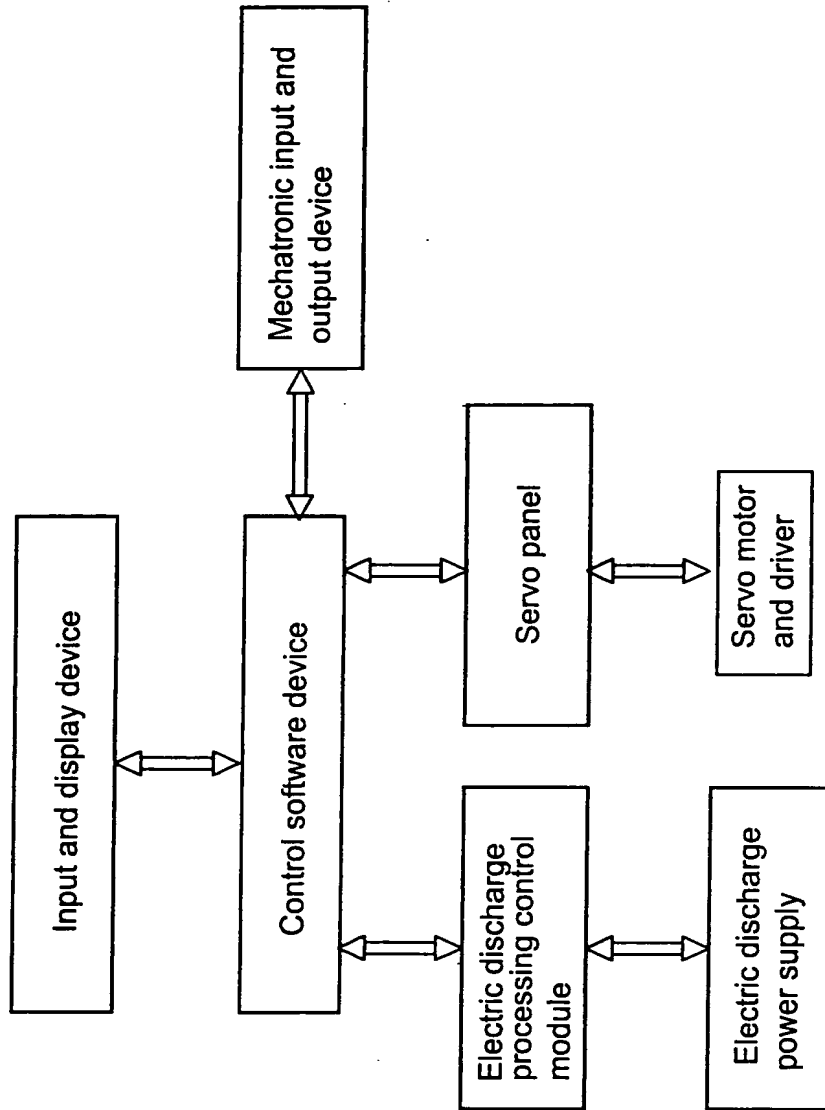 Input and display device
Control software device
Mechatronic input and
output device
Electric discharge
processing control
module
Servo panel
Electric discharge
power supply
Servo motor
and driver